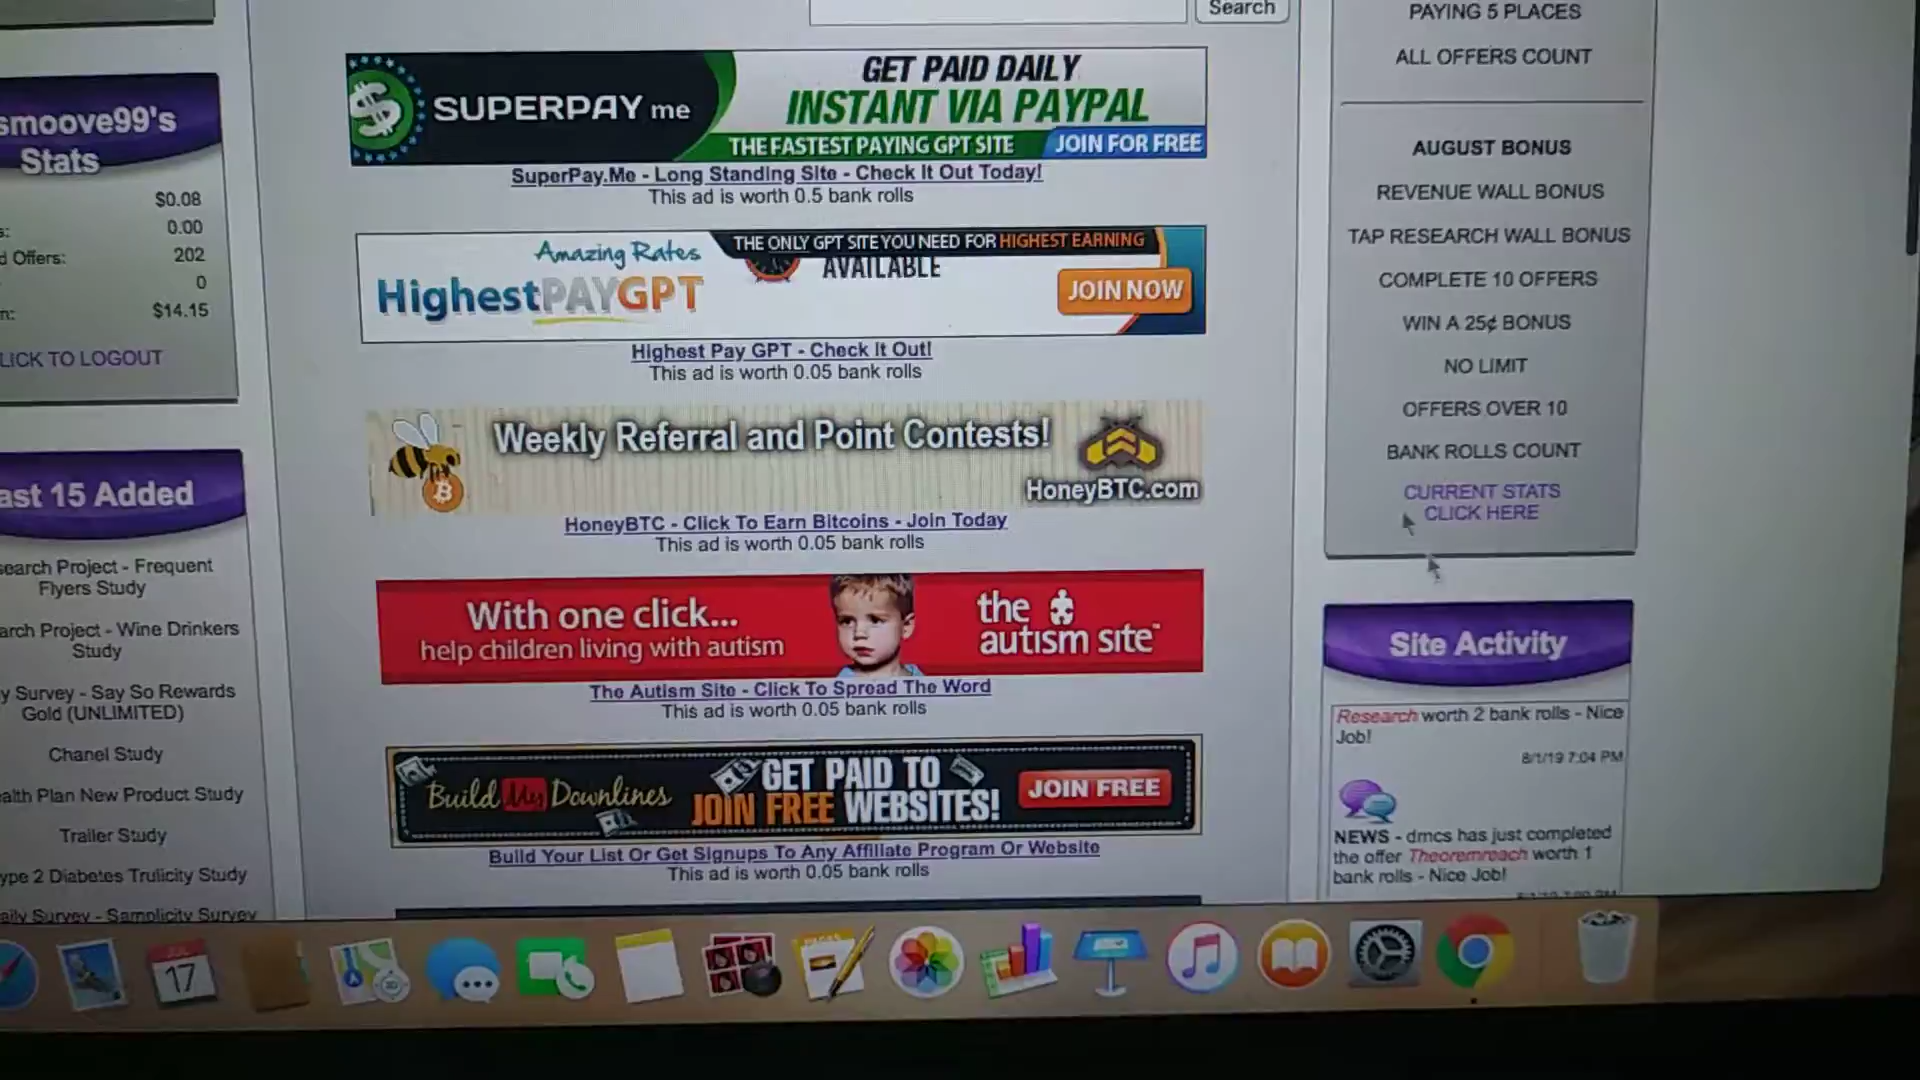 Search
smoove99's
Stats
$0.08
0.00
d Offers:
202
0
$14.15
LICK TO LOGOUT
ast 15 Added
search Project - Frequent
Flyers Study
arch Project - Wine Drinkers
Study
y Survey - Say So Rewards
Gold (UNLIMITED)
Chanel Study
alth Plan New Product Study
Trailer Study
ype 2 Diabetes Trulicity Study
aily Survey - Samplicity Survey
SUPERPAY me
GET PAID DAILY
INSTANT VIA PAYPAL
THE FASTEST PAYING GPT SITE
JOIN FOR FREE
SuperPay.Me - Long Standing Site - Check It Out Today!
This ad is worth 0.5 bank rolls
Amazing Rates
HighestPAYGPT
THE ONLY GPT SITE YOU NEED FOR HIGHEST EARNING
AVAILABLE
JOIN NOW
Highest Pay GPT - Check It Out!
This ad is worth 0.05 bank rolls
Weekly Referral and Point Contests!
HoneyBTC.com
HoneyBTC - Click To Earn Bitcoins - Join Today
This ad is worth 0.05 bank rolls
With one click...
help children living with autism
the
autism site
The Autism Site - Click To Spread The Word
This ad is worth 0.05 bank rolls
Build My Downlines
GET PAID TO
JOIN FREE WEBSITES!
JOIN FREE
Build Your List Or Get Signups To Any Affiliate Program Or Website
This ad is worth 0.05 bank rolls
PAYING 5 PLACES
ALL OFFERS COUNT
AUGUST BONUS
REVENUE WALL BONUS
TAP RESEARCH WALL BONUS
COMPLETE 10 OFFERS
WIN A 25¢ BONUS
NO LIMIT
OFFERS OVER 10
BANK ROLLS COUNT
CURRENT STATS
CLICK HERE
Site Activity
Research worth 2 bank rolls - Nice
Job!
8/1/19 7:04 PM
NEWS - dmcs has just completed
the offer Theoremreach worth 1
bank rolls - Nice Job!
JUL
17
PAGES